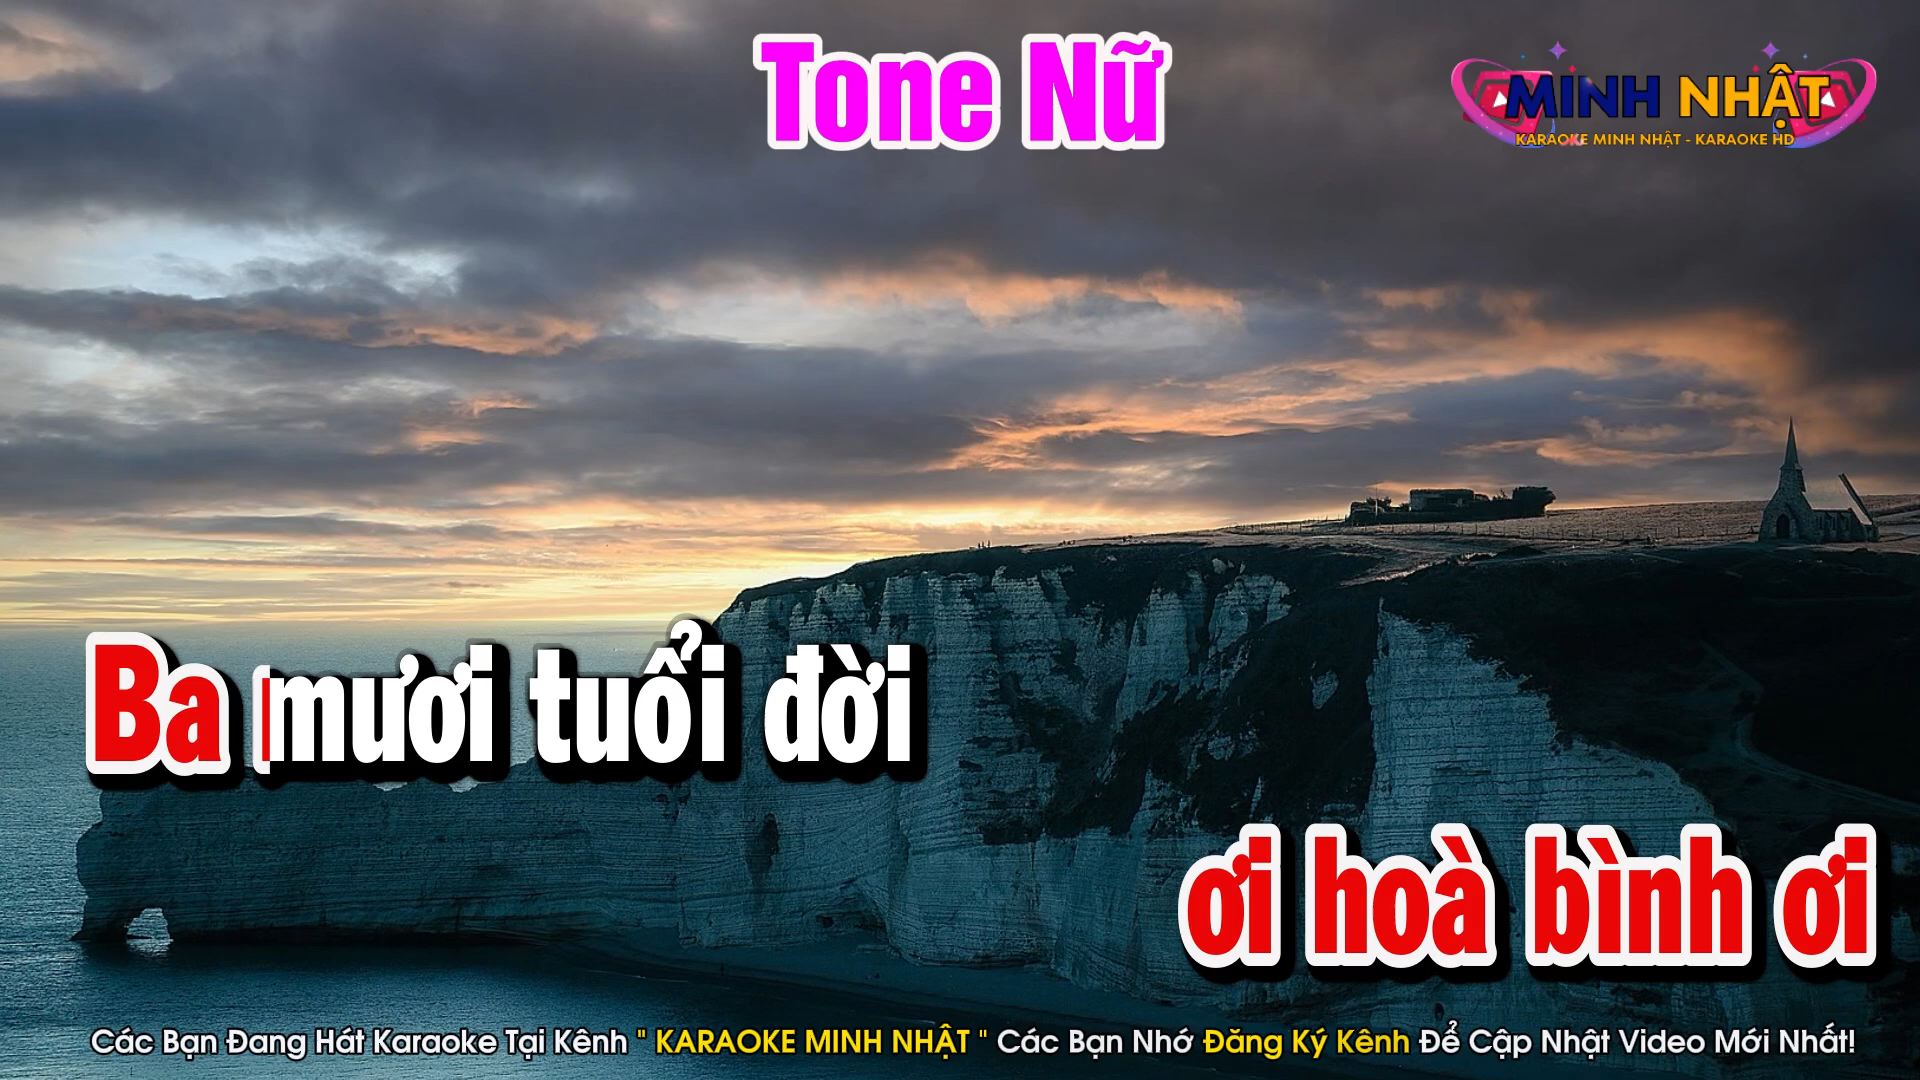 Tone Nữ
MINH NHẬT
KARAOKE MINH NHẬT - KARAOKE HD
Ba mươi tuổi đời
ơi hoà bình ơi
Các Bạn Đang Hát Karaoke Tại Kênh " KARAOKE MINH NHẬT " Các Bạn Nhớ Đăng Ký Kênh Để Cập Nhật Video Mới Nhất!